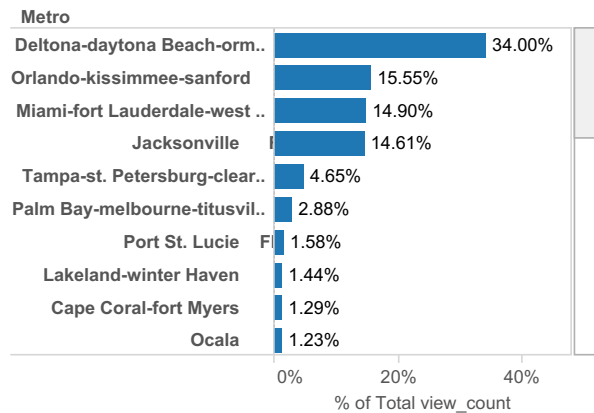 Metro
Deltona-daytona Beach-orm.. 34.00%
Orlando-kissimmee-sanford 15.55%
Miami-fort Lauderdale-west .. 14.90%
Jacksonville 14.61%
Tampa-st. Petersburg-clear.. 4.65%
Palm Bay-melbourne-titusvil.. 2.88%
Port St. Lucie Fl 1.58%
Lakeland-winter Haven 1.44%
Cape Coral-fort Myers 1.29%
Ocala 1.23%
0% 20% 40%
% of Total view_count